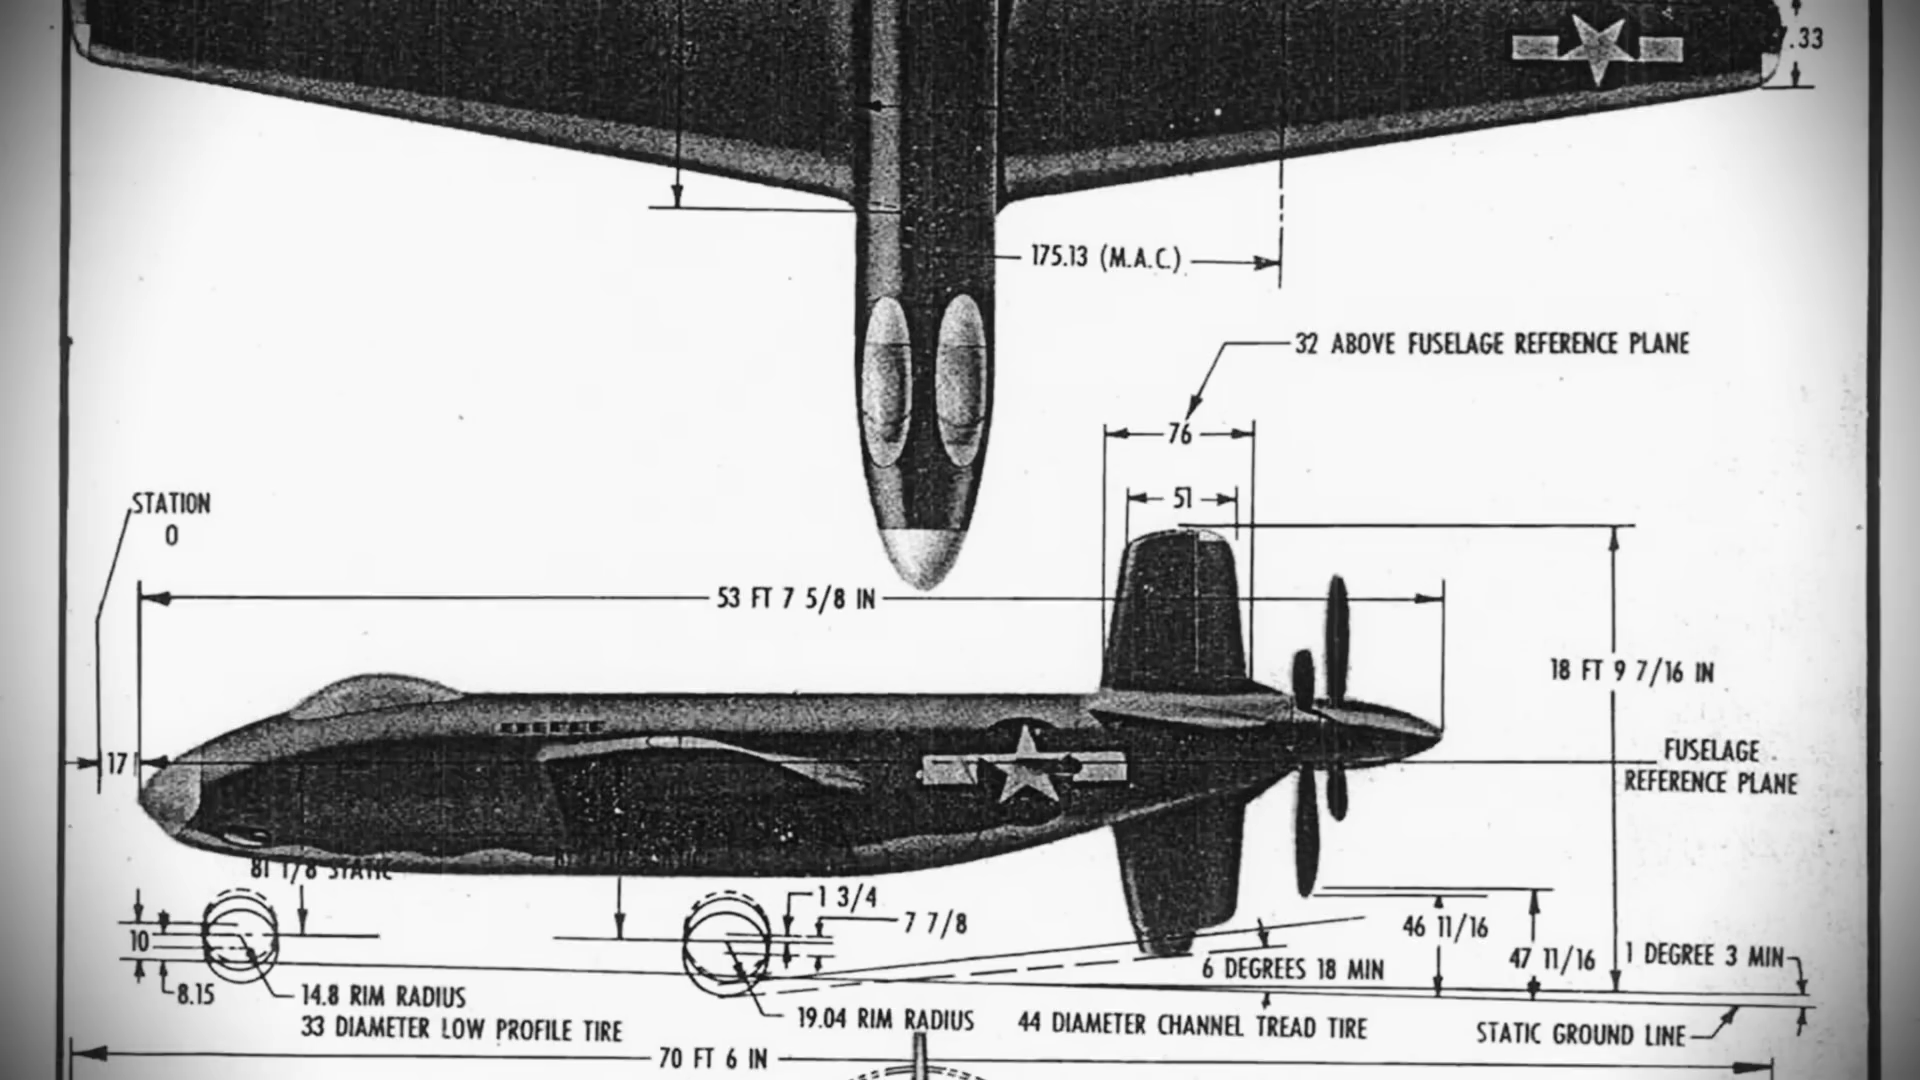 7.33
175.13 (M.A.C.)
32 ABOVE FUSELAGE REFERENCE PLANE
76
51
STATION
0
53 FT 7 5/8 IN
18 FT 9 7/16 IN
17
FUSELAGE
REFERENCE PLANE
81 1/8 STATIC
1 3/4
7 7/8
10
46 11/16
47 11/16
1 DEGREE 3 MIN
6 DEGREES 18 MIN
8.15
14.8 RIM RADIUS
33 DIAMETER LOW PROFILE TIRE
19.04 RIM RADIUS
44 DIAMETER CHANNEL TREAD TIRE
STATIC GROUND LINE
70 FT 6 IN